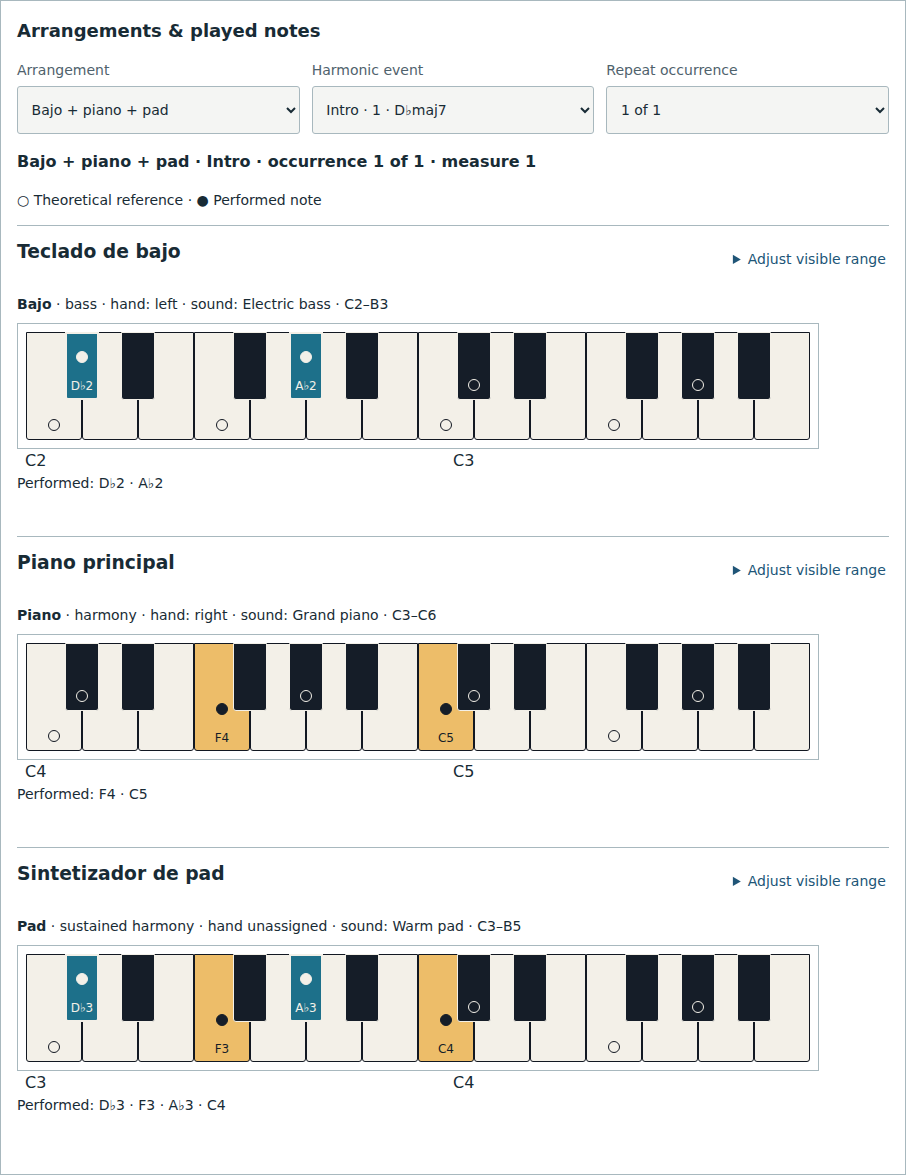 Arrangements & played notes
Arrangement Harmonic event Repeat occurrence
Bajo + piano + pad Intro · 1 · D♭maj7 1 of 1
Bajo + piano + pad · Intro · occurrence 1 of 1 · measure 1
○ Theoretical reference · ● Performed note
Teclado de bajo
▶ Adjust visible range
Bajo · bass · hand: left · sound: Electric bass · C2–B3
D♭2 A♭2
C2 C3
Performed: D♭2 · A♭2
Piano principal
▶ Adjust visible range
Piano · harmony · hand: right · sound: Grand piano · C3–C6
F4 C5
C4 C5
Performed: F4 · C5
Sintetizador de pad
▶ Adjust visible range
Pad · sustained harmony · hand unassigned · sound: Warm pad · C3–B5
D♭3 A♭3
F3 C4
C3 C4
Performed: D♭3 · F3 · A♭3 · C4